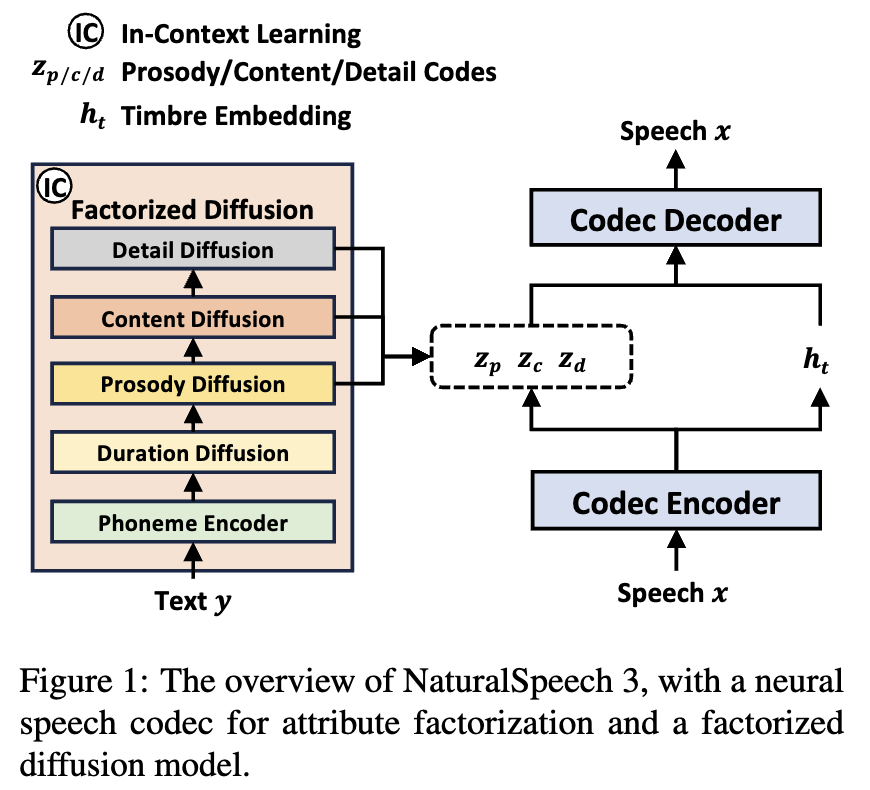 IC In-Context Learning
z_{p/c/d} Prosody/Content/Detail Codes
h_t Timbre Embedding
IC
Factorized Diffusion
Detail Diffusion
Content Diffusion
Prosody Diffusion
Duration Diffusion
Phoneme Encoder
Text y
Speech x
Codec Decoder
z_p z_c z_d
h_t
Codec Encoder
Speech x
Figure 1: The overview of NaturalSpeech 3, with a neural
speech codec for attribute factorization and a factorized
diffusion model.